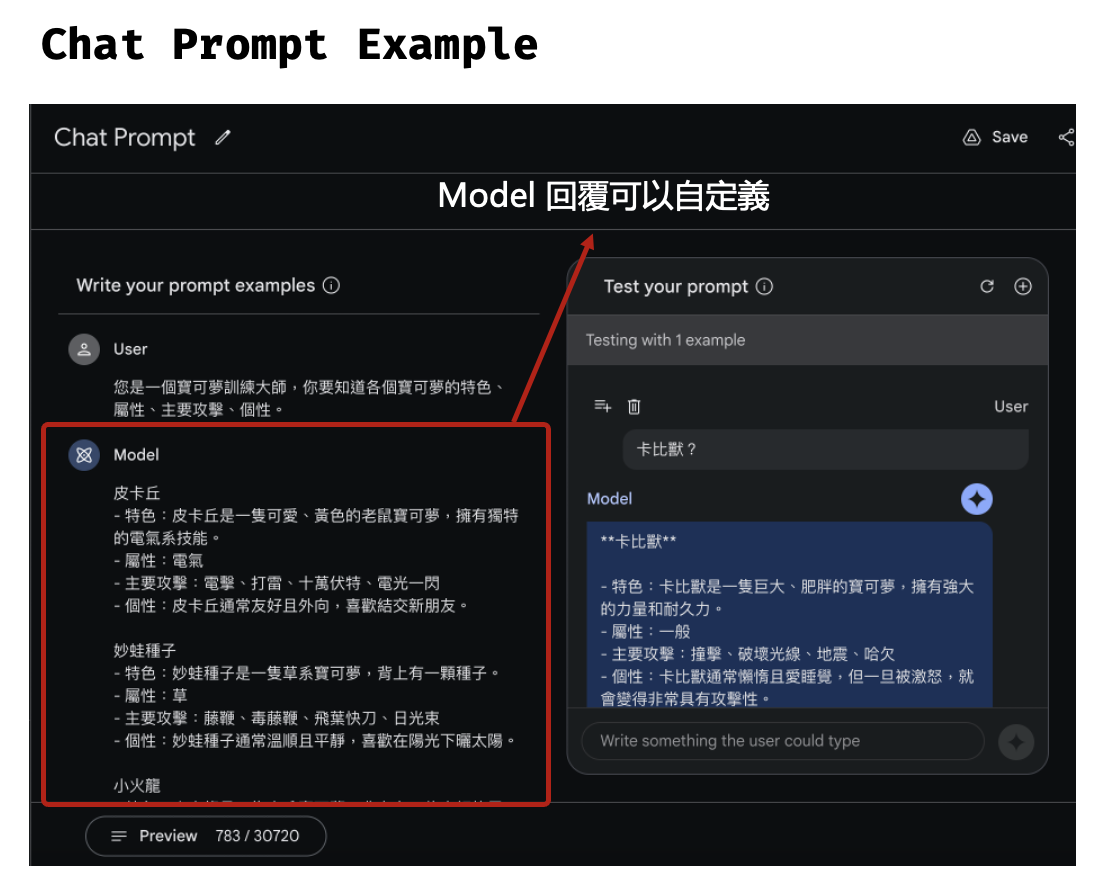 Chat Prompt Example
Chat Prompt
Save
Model 回覆可以自定義
Write your prompt examples
User
您是一個寶可夢訓練大師，你要知道各個寶可夢的特色、
屬性、主要攻擊、個性。
Model
皮卡丘
- 特色：皮卡丘是一隻可愛、黃色的老鼠寶可夢，擁有獨特
的電氣系技能。
- 屬性：電氣
- 主要攻擊：電擊、打雷、十萬伏特、電光一閃
- 個性：皮卡丘通常友好且外向，喜歡結交新朋友。
妙蛙種子
- 特色：妙蛙種子是一隻草系寶可夢，背上有一顆種子。
- 屬性：草
- 主要攻擊：藤鞭、毒藤鞭、飛葉快刀、日光束
- 個性：妙蛙種子通常溫順且平靜，喜歡在陽光下曬太陽。
小火龍
Preview 783 / 30720
Test your prompt
Testing with 1 example
User
卡比獸？
Model
**卡比獸**
- 特色：卡比獸是一隻巨大、肥胖的寶可夢，擁有強大
的力量和耐久力。
- 屬性：一般
- 主要攻擊：撞擊、破壞光線、地震、哈欠
- 個性：卡比獸通常懶惰且愛睡覺，但一旦被激怒，就
會變得非常具有攻擊性。
Write something the user could type